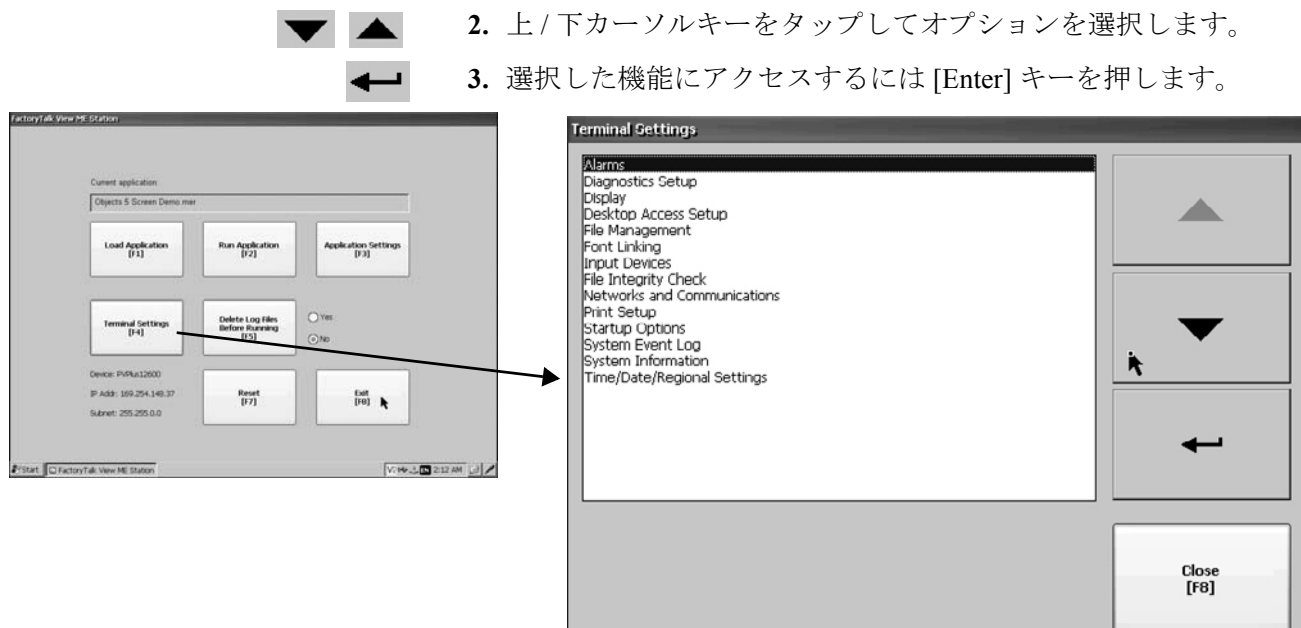 2. 上 / 下カーソルキーをタップしてオプションを選択します。
3. 選択した機能にアクセスするには [Enter] キーを押します。
FactoryTalk View ME Station
Current application
Objects 5 Screen Demo.mer
Load Application
[F1]
Run Application
[F2]
Application Settings
[F3]
Terminal Settings
[F4]
Delete Log Files
Before Running
[F5]
Yes
No
Device: PVPlus12600
IP Addr: 169.254.148.37
Subnet: 255.255.0.0
Reset
[F7]
Exit
[F8]
Start
FactoryTalk View ME Station
EN
2:12 AM
Terminal Settings
Alarms
Diagnostics Setup
Display
Desktop Access Setup
File Management
Font Linking
Input Devices
File Integrity Check
Networks and Communications
Print Setup
Startup Options
System Event Log
System Information
Time/Date/Regional Settings
Close
[F8]